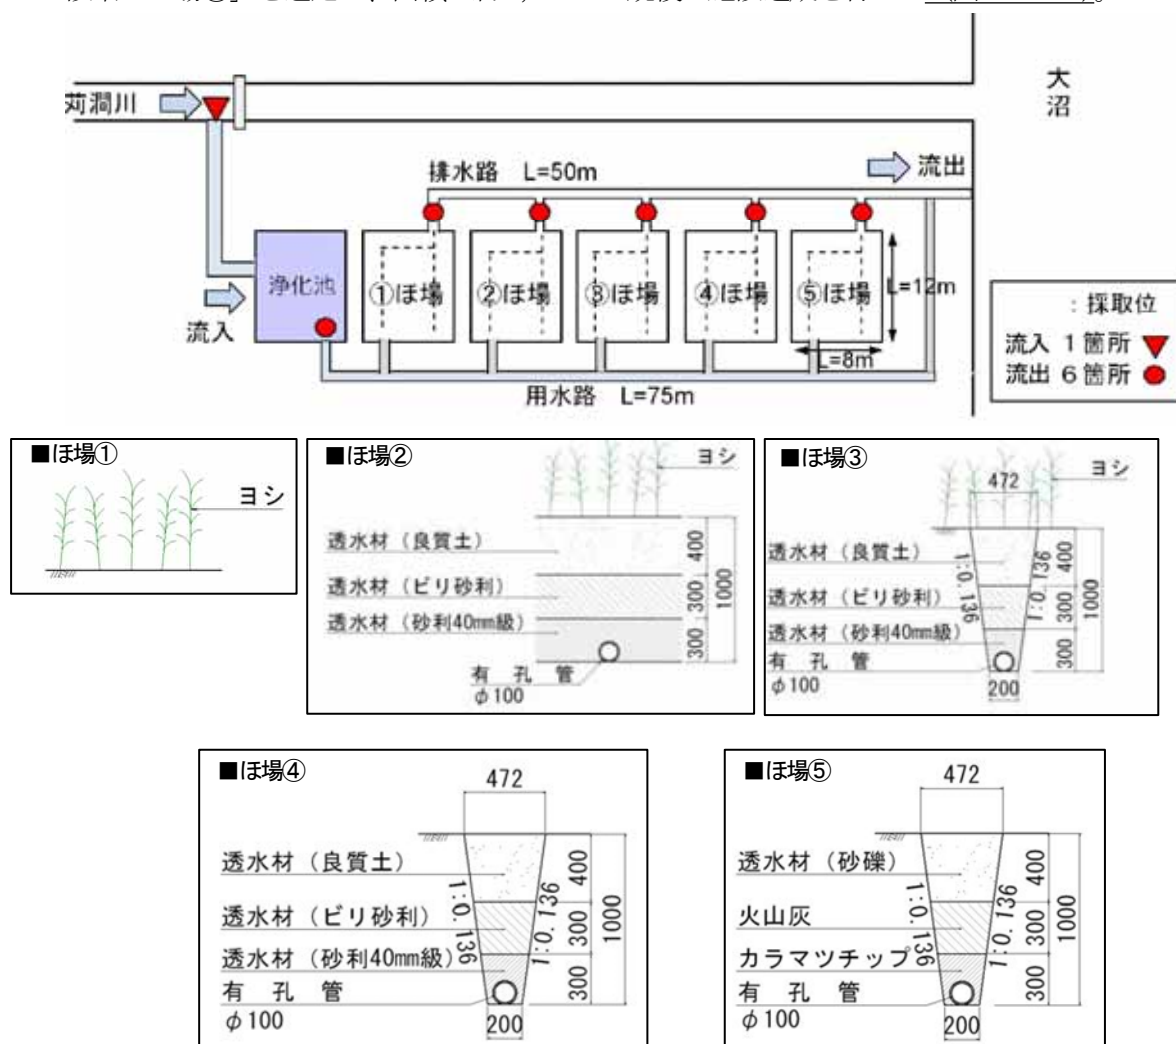 苅澗川
大
沼
排水路 L=50m
流出
浄化池
①ほ場
②ほ場
③ほ場
④ほ場
⑤ほ場
L=12m
流入
L=8m
用水路 L=75m
:採取位
流入 1箇所
流出 6箇所
■ほ場①
ヨシ
■ほ場②
ヨシ
透水材(良質土)
透水材(ビリ砂利)
透水材(砂利40mm級)
有 孔 管
φ100
400
300
300
1000
■ほ場③
ヨシ
472
透水材(良質土)
透水材(ビリ砂利)
透水材(砂利40mm級)
有 孔 管
φ100
1:0.136
1:0.136
400
300
300
1000
200
■ほ場④
472
透水材(良質土)
透水材(ビリ砂利)
透水材(砂利40mm級)
有 孔 管
φ100
1:0.136
1:0.136
400
300
300
1000
200
■ほ場⑤
472
透水材(砂礫)
火山灰
カラマツチップ
有 孔 管
φ100
1:0.136
1:0.136
400
300
300
1000
200